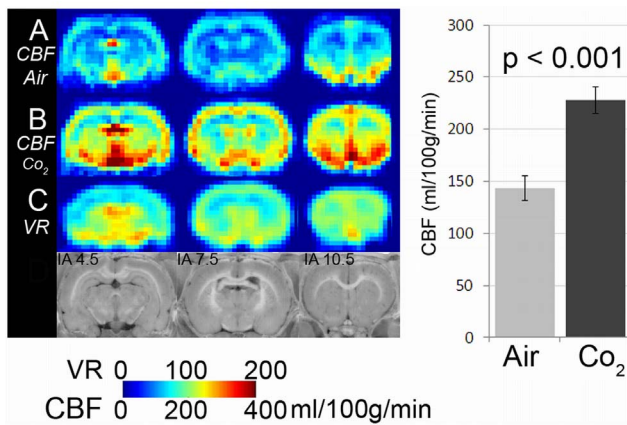 A
CBF
Air
B
CBF
Co₂
C
VR
D
IA 4.5 IA 7.5 IA 10.5
VR 0 100 200
CBF 0 200 400 ml/100g/min
p < 0.001
CBF (ml/100g/min)
300
250
200
150
100
50
0
Air Co₂